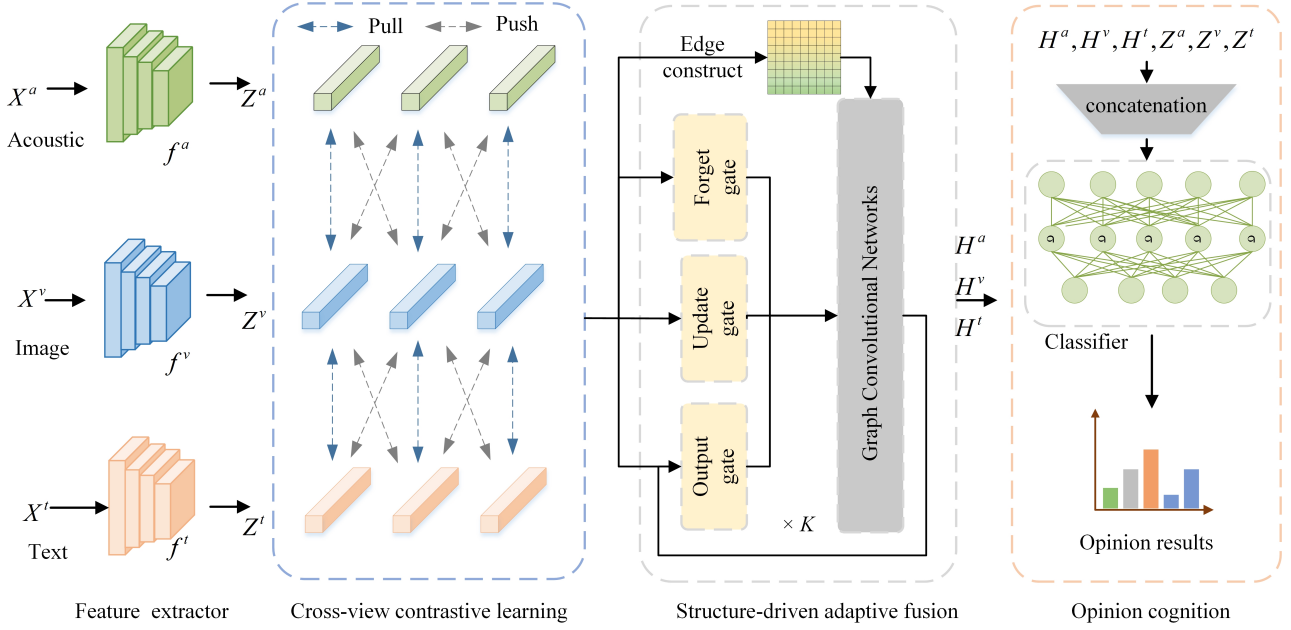 Pull
Push
X^a
Acoustic
f^a
Z^a
X^v
Image
f^v
Z^v
X^t
Text
f^t
Z^t
Edge
construct
Forget
gate
Update
gate
Output
gate
Graph Convolutional Networks
× K
H^a
H^v
H^t
H^a, H^v, H^t, Z^a, Z^v, Z^t
concatenation
Classifier
Opinion results
Feature extractor
Cross-view contrastive learning
Structure-driven adaptive fusion
Opinion cognition